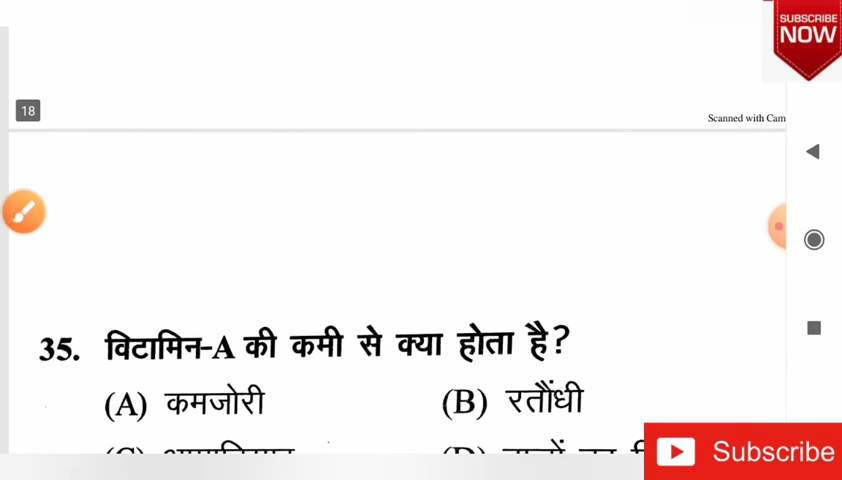 SUBSCRIBE
NOW
18
Scanned with Cam
35. विटामिन-A की कमी से क्या होता है?
(A) कमजोरी (B) रतौंधी
(C) (D)
Subscribe